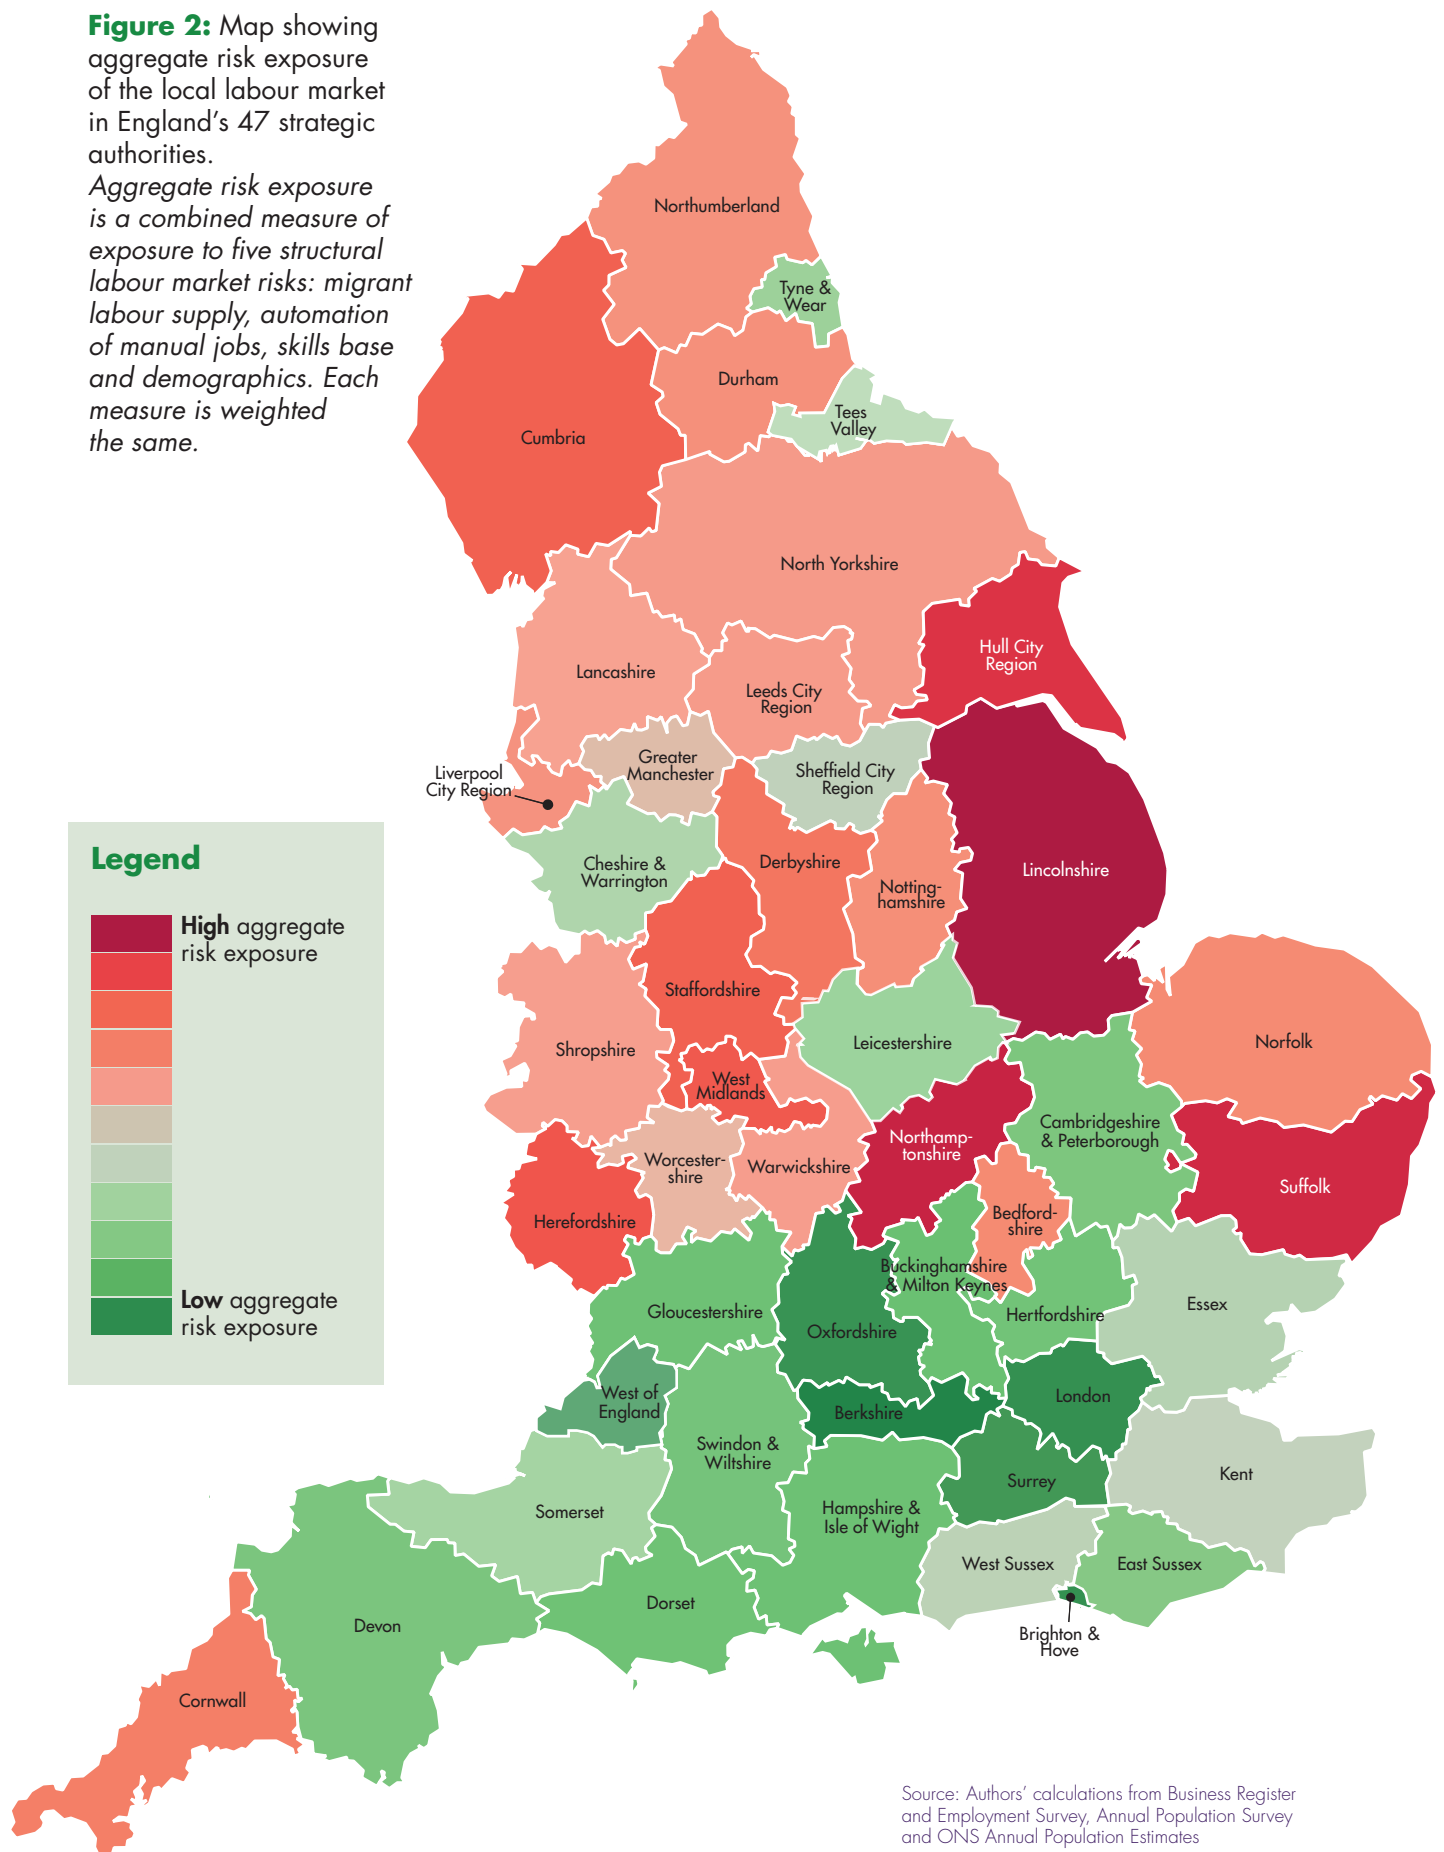 Figure 2: Map showing
aggregate risk exposure
of the local labour market
in England's 47 strategic
authorities.
Aggregate risk exposure
is a combined measure of
exposure to five structural
labour market risks: migrant
labour supply, automation
of manual jobs, skills base
and demographics. Each
measure is weighted
the same.
Northumberland
Tyne &
Wear
Durham
Tees
Valley
Cumbria
North Yorkshire
Hull City
Region
Lancashire
Leeds City
Region
Greater
Manchester
Sheffield City
Region
Liverpool
City Region
Cheshire &
Warrington
Derbyshire
Notting-
hamshire
Lincolnshire
Legend
High aggregate
risk exposure
Low aggregate
risk exposure
Staffordshire
Shropshire
Leicestershire
Norfolk
West
Midlands
Cambridgeshire
& Peterborough
Northamp-
tonshire
Worcester-
shire
Warwickshire
Suffolk
Herefordshire
Bedford-
shire
Buckinghamshire
& Milton Keynes
Gloucestershire
Oxfordshire
Hertfordshire
Essex
West of
England
Berkshire
London
Swindon &
Wiltshire
Surrey
Kent
Somerset
Hampshire &
Isle of Wight
West Sussex
East Sussex
Dorset
Devon
Brighton &
Hove
Cornwall
Source: Authors' calculations from Business Register
and Employment Survey, Annual Population Survey
and ONS Annual Population Estimates